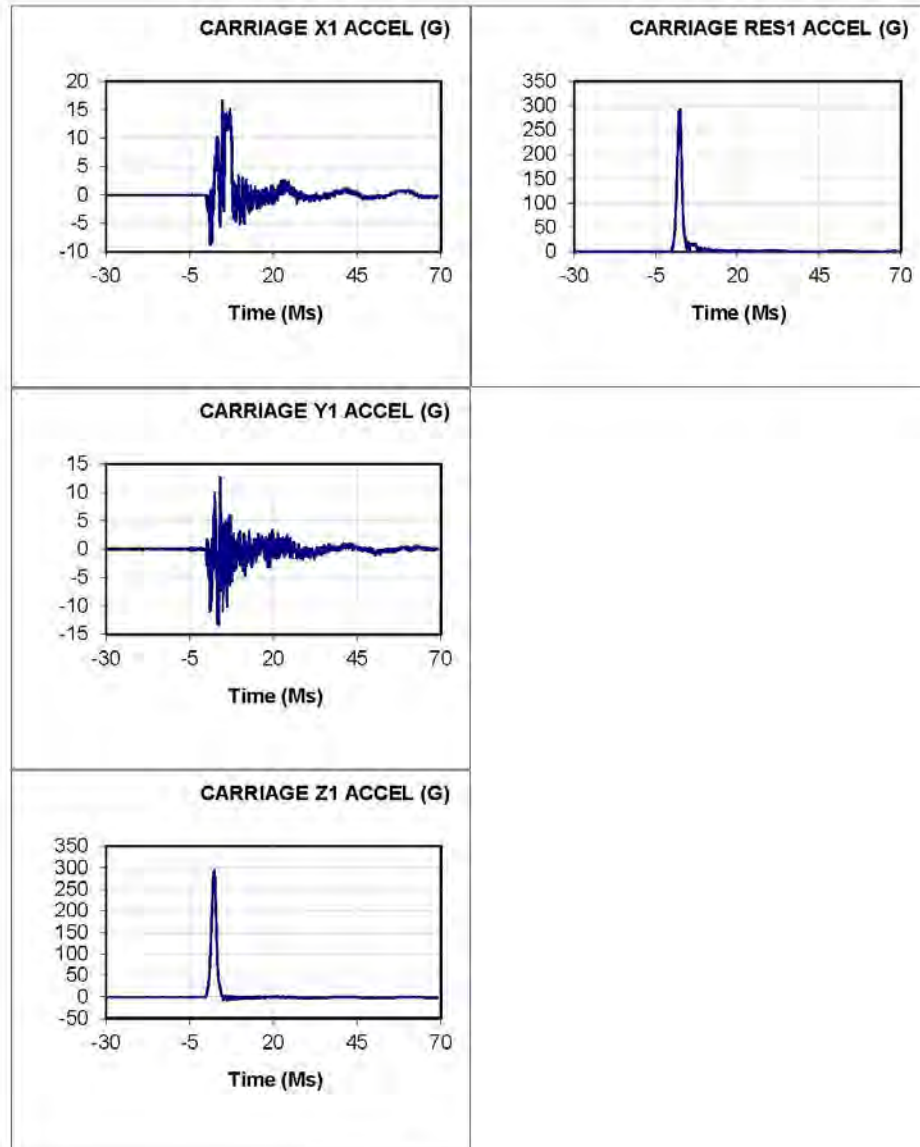 CARRIAGE X1 ACCEL (G)
20
15
10
5
0
-5
-10
-30 -5 20 45 70
Time (Ms)
CARRIAGE RES1 ACCEL (G)
350
300
250
200
150
100
50
0
-30 -5 20 45 70
Time (Ms)
CARRIAGE Y1 ACCEL (G)
15
10
5
0
-5
-10
-15
-30 -5 20 45 70
Time (Ms)
CARRIAGE Z1 ACCEL (G)
350
300
250
200
150
100
50
0
-50
-30 -5 20 45 70
Time (Ms)